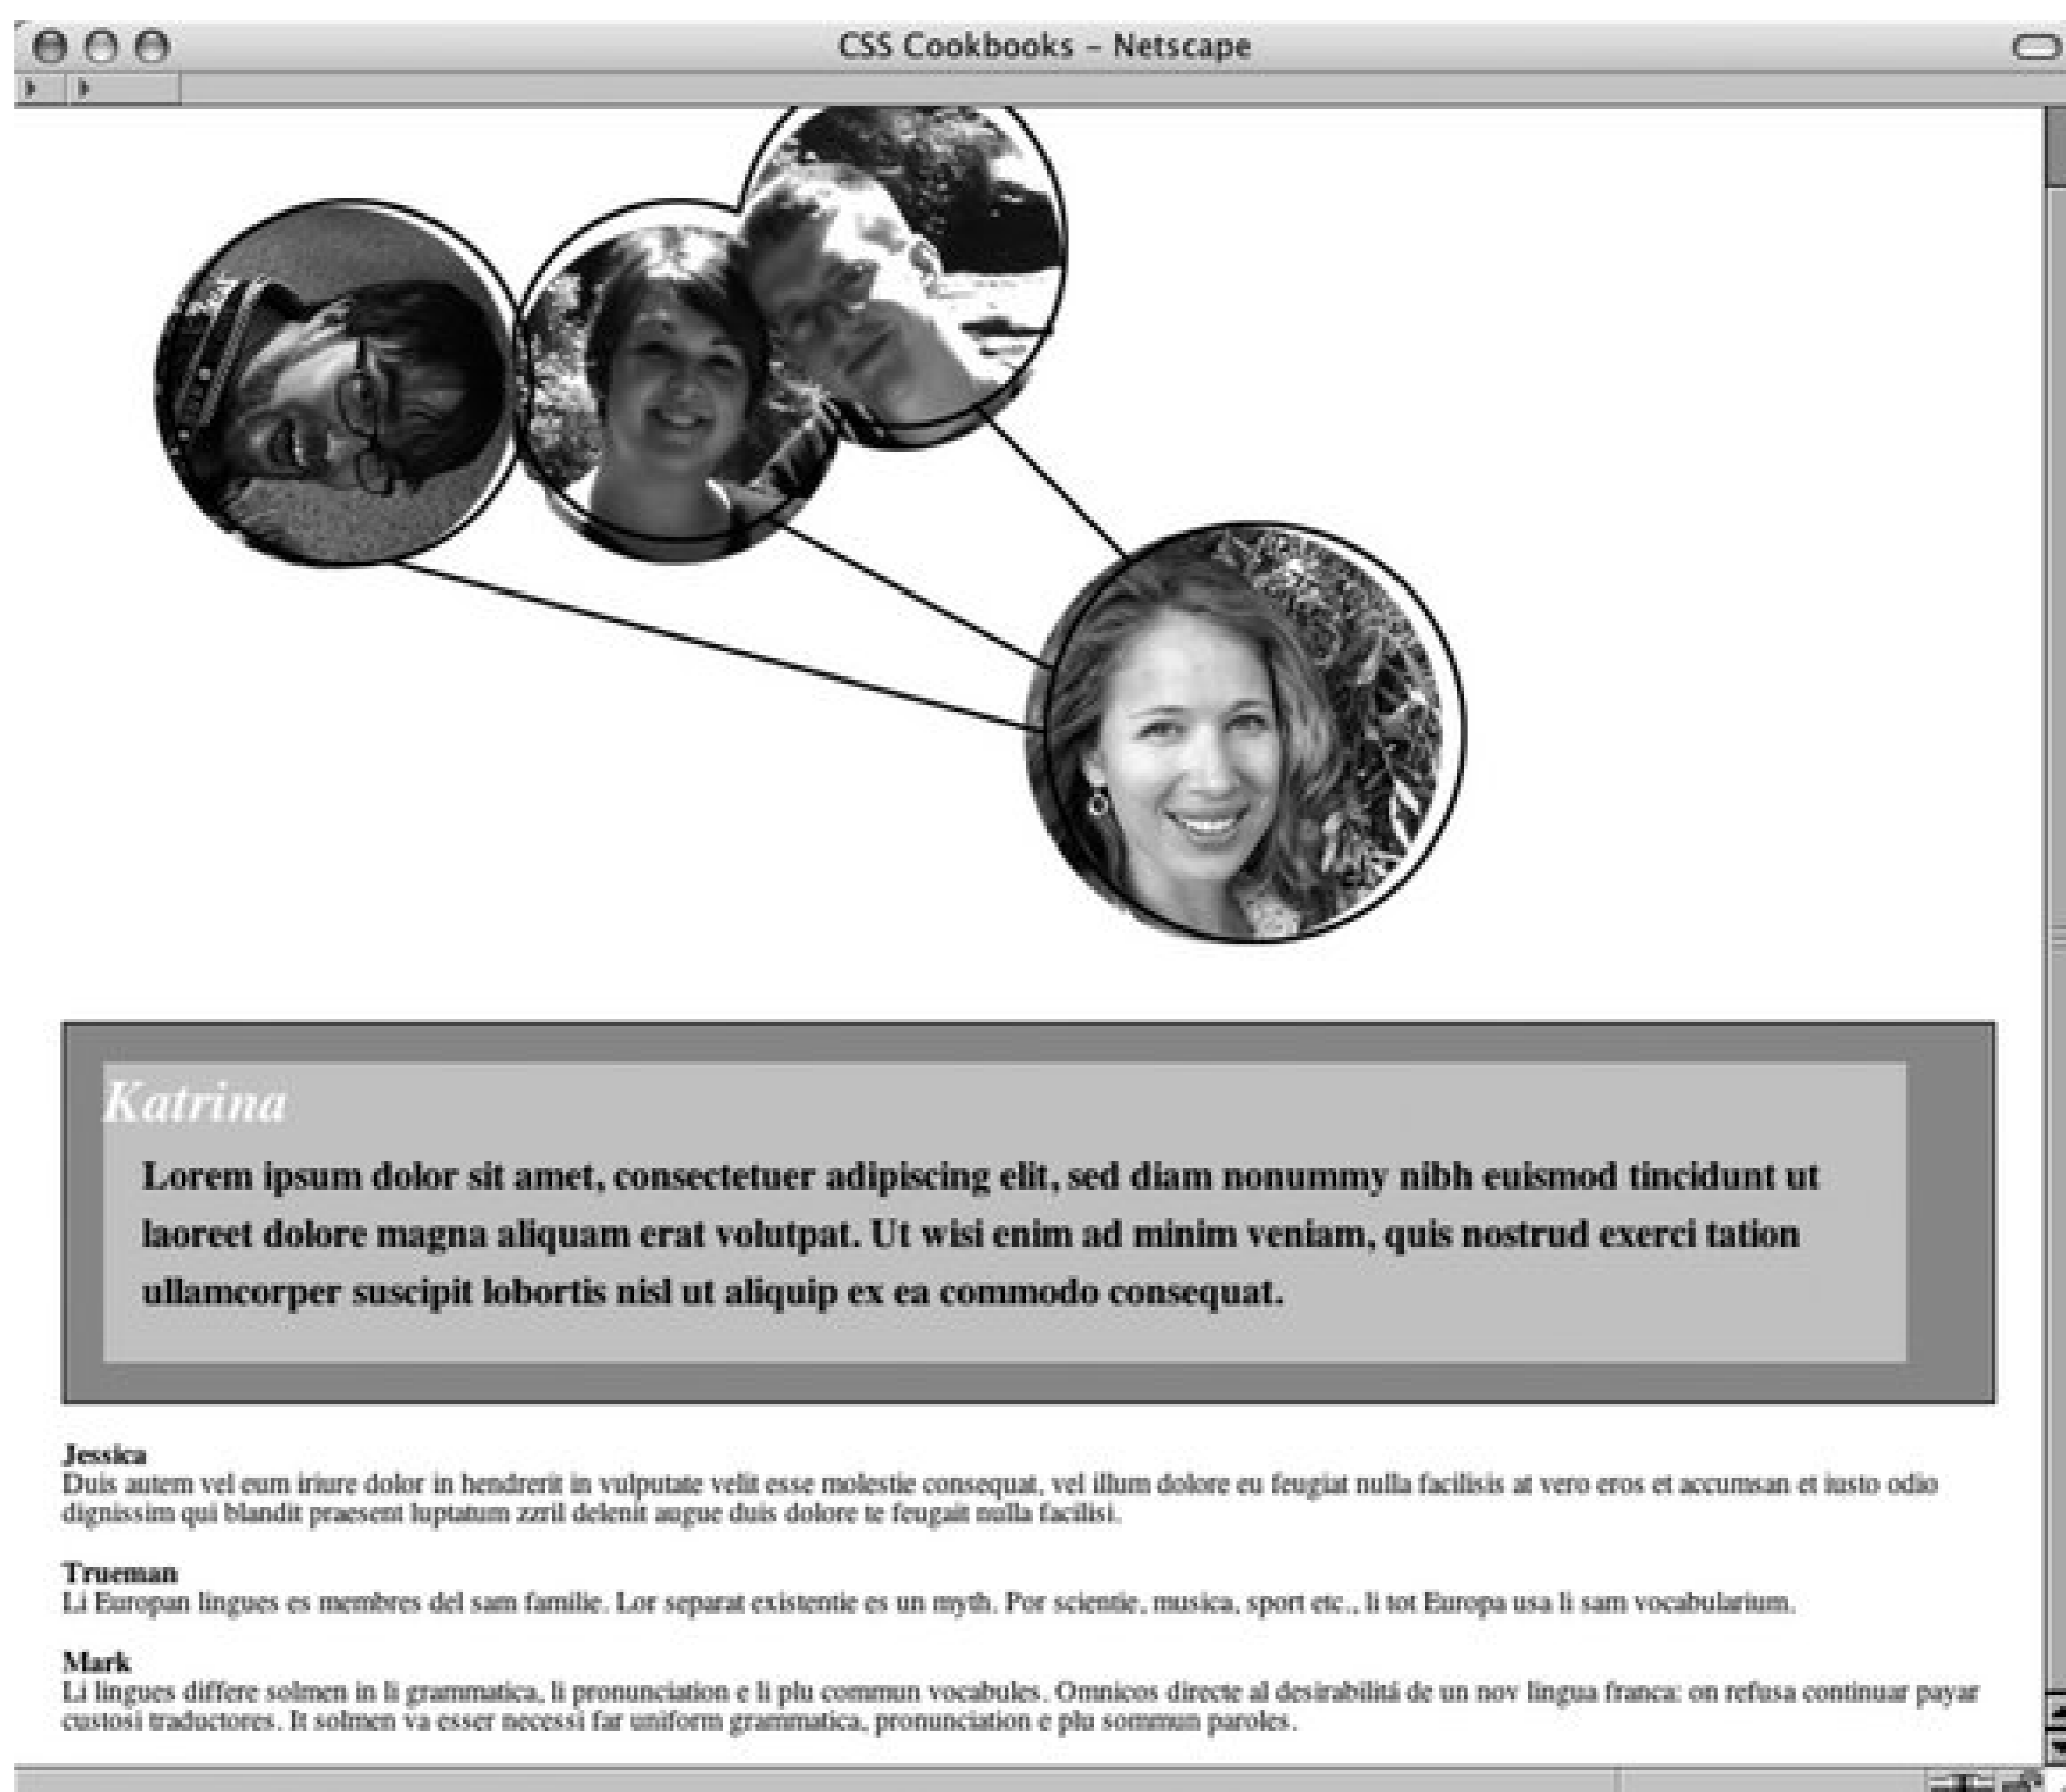 CSS Cookbooks – Netscape
Katrina
Lorem ipsum dolor sit amet, consectetuer adipiscing elit, sed diam nonummy nibh euismod tincidunt ut
laoreet dolore magna aliquam erat volutpat. Ut wisi enim ad minim veniam, quis nostrud exerci tation
ullamcorper suscipit lobortis nisl ut aliquip ex ea commodo consequat.
Jessica
Duis autem vel eum iriure dolor in hendrerit in vulputate velit esse molestie consequat, vel illum dolore eu feugiat nulla facilisis at vero eros et accumsan et iusto odio
dignissim qui blandit praesent luptatum zzril delenit augue duis dolore te feugait nulla facilisi.
Trueman
Li Europan lingues es membres del sam familie. Lor separat existentie es un myth. Por scientie, musica, sport etc., li tot Europa usa li sam vocabularium.
Mark
Li lingues differe solmen in li grammatica, li pronunciation e li plu commun vocabules. Omnicos directe al desirabilitá de un nov lingua franca: on refusa continuar payar
custosi traductores. It solmen va esser necessi far uniform grammatica, pronunciation e plu sommun paroles.